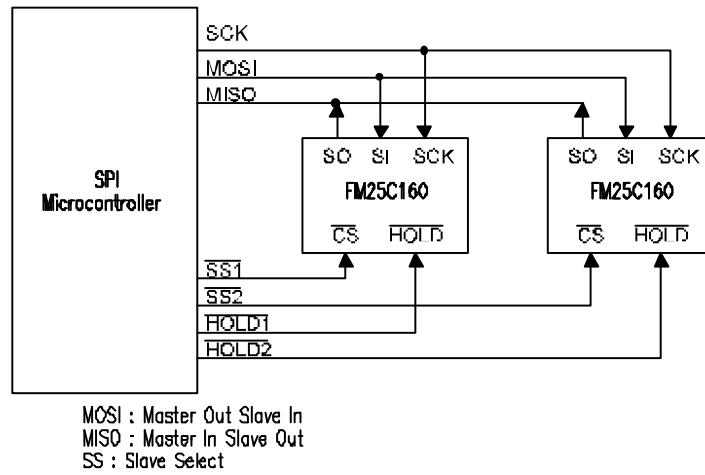 SCK
MOSI
MISO
SPI
Microcontroller
SO SI SCK
FM25C160
CS HOLD
SO SI SCK
FM25C160
CS HOLD
SS1
SS2
HOLD1
HOLD2
MOSI : Master Out Slave In
MISO : Master In Slave Out
SS : Slave Select